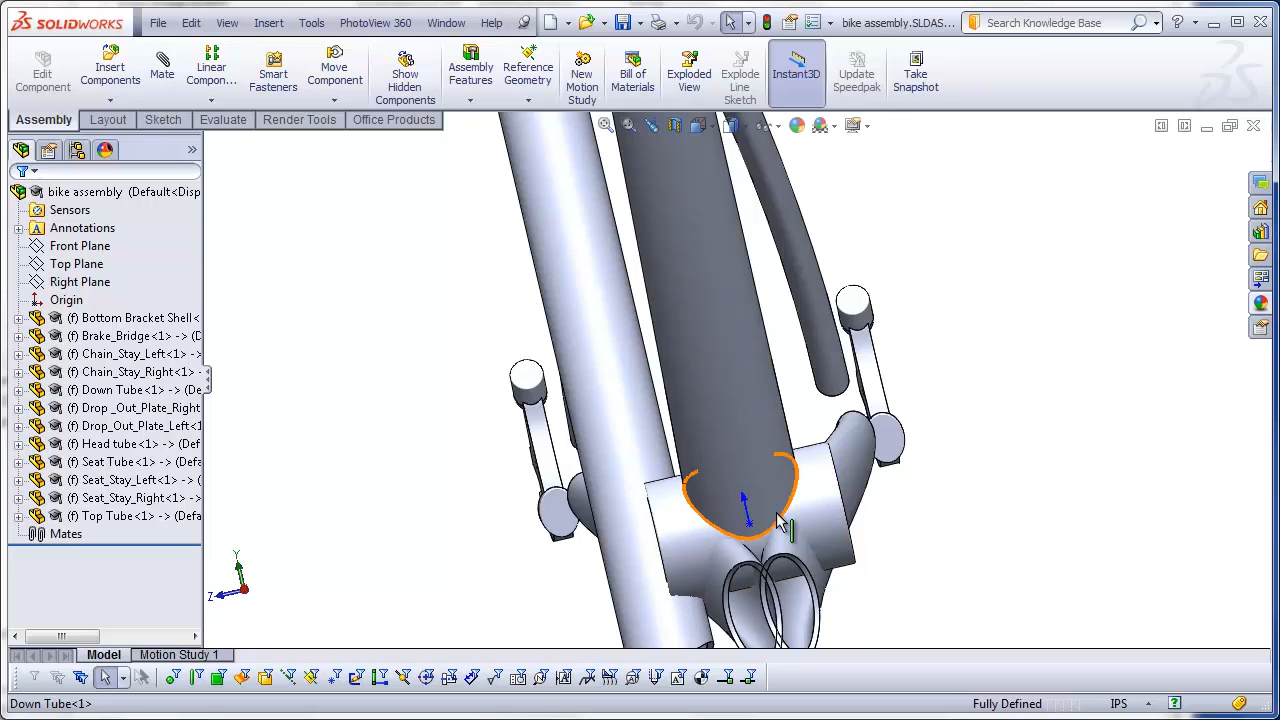 SOLIDWORKS File Edit View Insert Tools PhotoView 360 Window Help bike assembly.SLDAS... Search Knowledge Base
Edit Component
Insert Components
Mate
Linear Compon...
Smart Fasteners
Move Component
Show Hidden Components
Assembly Features
Reference Geometry
New Motion Study
Bill of Materials
Exploded View
Explode Line Sketch
Instant3D
Update Speedpak
Take Snapshot
Assembly Layout Sketch Evaluate Render Tools Office Products
bike assembly (Default<Disp
Sensors
A Annotations
Front Plane
Top Plane
Right Plane
Origin
(f) Bottom Bracket Shell<
(f) Brake_Bridge<1> -> (D
(f) Chain_Stay_Left<1> ->
(f) Chain_Stay_Right<1> -
(f) Down Tube<1> -> (De
(f) Drop_Out_Plate_Right
(f) Drop_Out_Plate_Left<1
(f) Head tube<1> -> (Def
(f) Seat Tube<1> -> (Defa
(f) Seat_Stay_Left<1> ->
(f) Seat_Stay_Right<1> ->
(f) Top Tube<1> -> (Defa
Mates
Y
Z
Model Motion Study 1
Down Tube<1> Fully Defined IPS